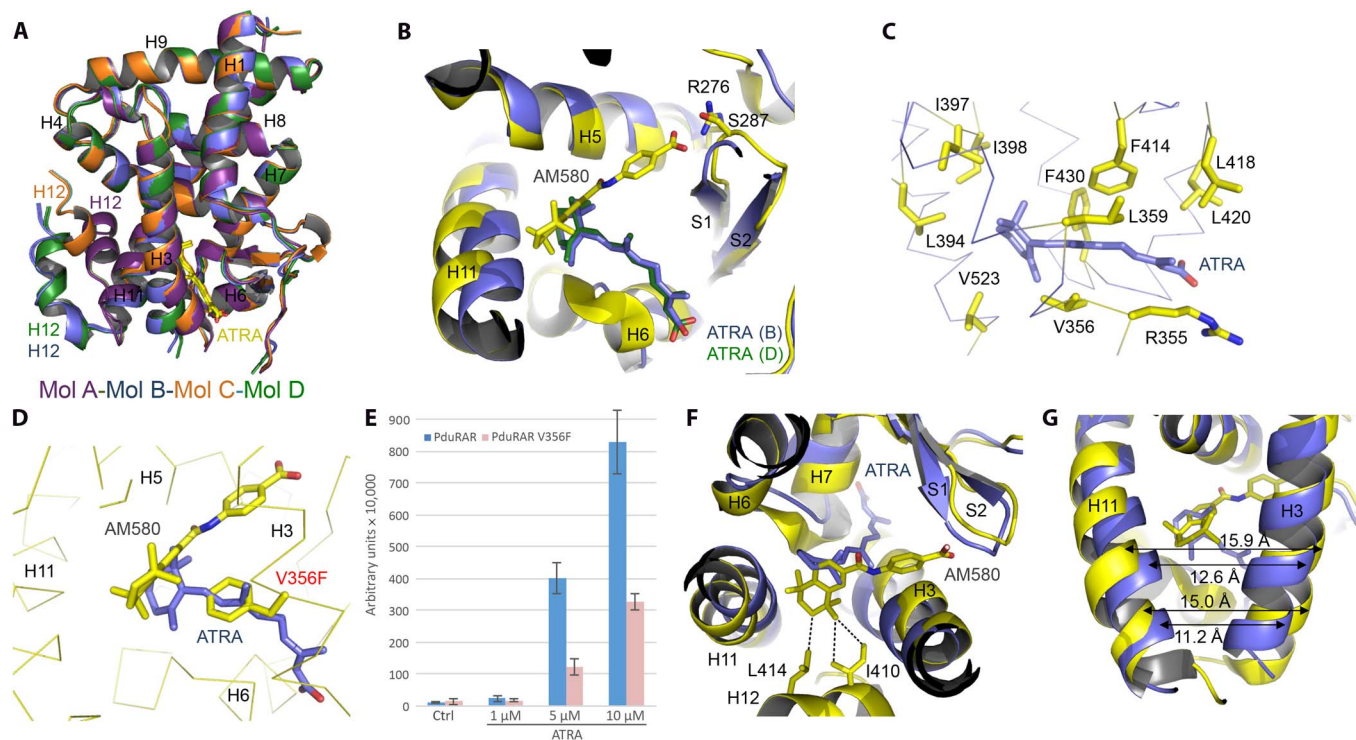 A
H9
H1
H4
H8
H7
H12
H12
H3
H11
H6
ATRA
H12
H12
Mol A-Mol B-Mol C-Mol D
B
R276
S287
H5
AM580
S1
S2
H11
H6
ATRA (B)
ATRA (D)
C
I397
I398
F414
L418
F430
L359
L420
L394
ATRA
V523
V356
R355
D
H5
AM580
H3
H11
V356F
ATRA
H6
E
PduRAR PduRAR V356F
Arbitrary units × 10,000
900
800
700
600
500
400
300
200
100
0
Ctrl 1 μM 5 μM 10 μM
ATRA
F
ATRA
H7
S1
H6
S2
AM580
H3
H11
L414
I410
H12
G
H11
H3
15.9 Å
12.6 Å
15.0 Å
11.2 Å